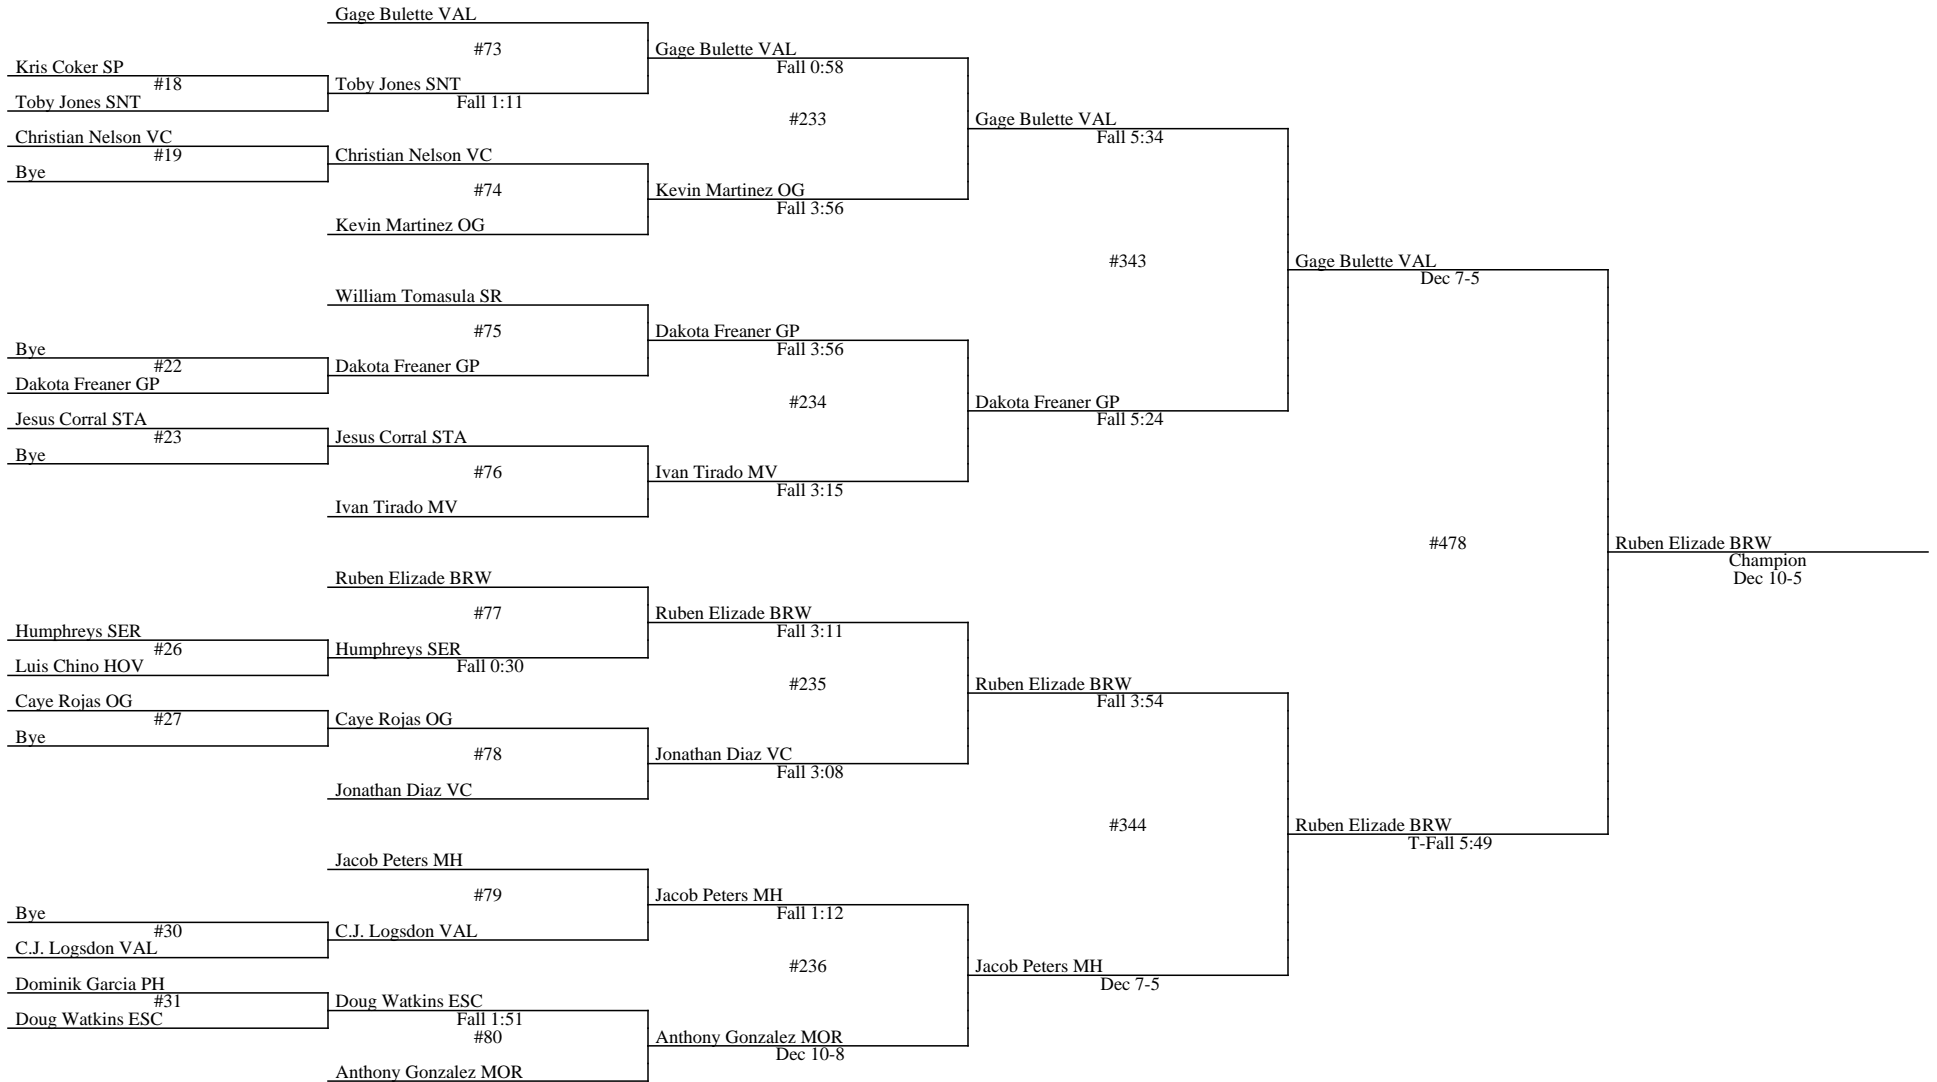 Gage Bulette VAL
#73
Gage Bulette VAL
Fall 0:58
Kris Coker SP
#18
Toby Jones SNT
Toby Jones SNT
Fall 1:11
#233
Gage Bulette VAL
Fall 5:34
Christian Nelson VC
#19
Bye
Christian Nelson VC
#74
Kevin Martinez OG
Fall 3:56
Kevin Martinez OG
#343
Gage Bulette VAL
Dec 7-5
William Tomasula SR
#75
Dakota Freaner GP
Fall 3:56
Bye
#22
Dakota Freaner GP
Dakota Freaner GP
#234
Dakota Freaner GP
Fall 5:24
Jesus Corral STA
#23
Bye
Jesus Corral STA
#76
Ivan Tirado MV
Fall 3:15
Ivan Tirado MV
#478
Ruben Elizade BRW
Champion
Dec 10-5
Ruben Elizade BRW
#77
Ruben Elizade BRW
Fall 3:11
Humphreys SER
#26
Luis Chino HOV
Humphreys SER
Fall 0:30
#235
Ruben Elizade BRW
Fall 3:54
Caye Rojas OG
#27
Bye
Caye Rojas OG
#78
Jonathan Diaz VC
Fall 3:08
Jonathan Diaz VC
#344
Ruben Elizade BRW
T-Fall 5:49
Jacob Peters MH
#79
Jacob Peters MH
Fall 1:12
Bye
#30
C.J. Logsdon VAL
C.J. Logsdon VAL
#236
Jacob Peters MH
Dec 7-5
Dominik Garcia PH
#31
Doug Watkins ESC
Doug Watkins ESC
Fall 1:51
#80
Anthony Gonzalez MOR
Dec 10-8
Anthony Gonzalez MOR